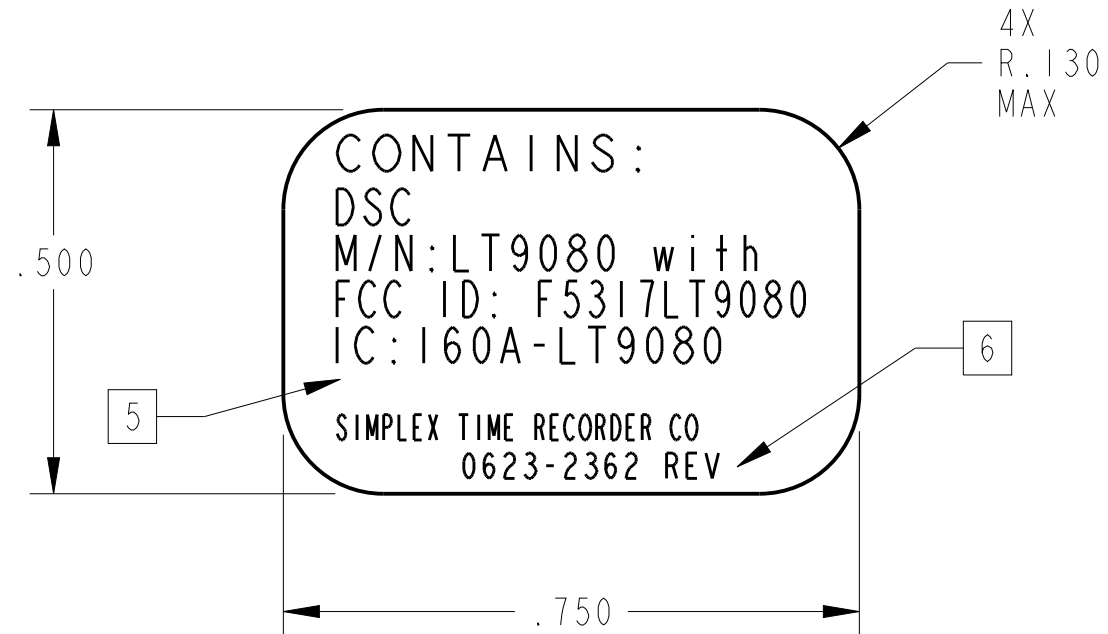 4X
R.130
MAX
CONTAINS:
DSC
M/N:LT9080 with
FCC ID: F5317LT9080
IC:160A-LT9080
.500
6
5
SIMPLEX TIME RECORDER CO
0623-2362 REV
.750